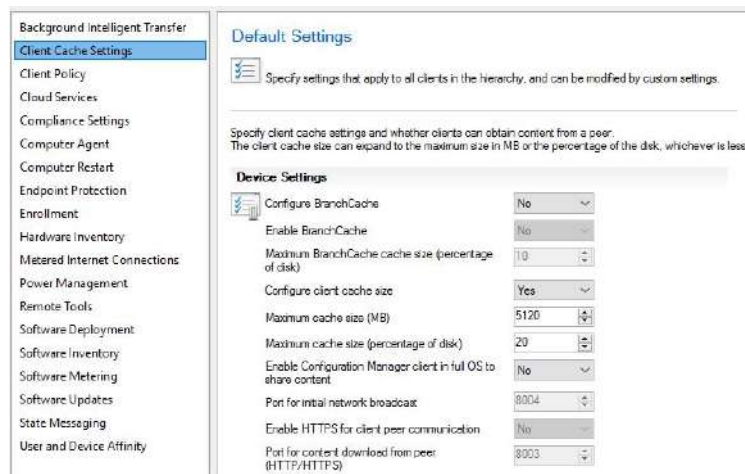 Background Intelligent Transfer
Client Cache Settings
Client Policy
Cloud Services
Compliance Settings
Computer Agent
Computer Restart
Endpoint Protection
Enrollment
Hardware Inventory
Metered Internet Connections
Power Management
Remote Tools
Software Deployment
Software Inventory
Software Metering
Software Updates
State Messaging
User and Device Affinity
Default Settings
Specify settings that apply to all clients in the hierarchy, and can be modified by custom settings.
Specify client cache settings and whether clients can obtain content from a peer.
The client cache size can expand to the maximum size in MB or the percentage of the disk, whichever is less
Device Settings
Configure BranchCache No
Enable BranchCache No
Maximum BranchCache cache size (percentage
of disk) 10
Configure client cache size Yes
Maximum cache size (MB) 5120
Maximum cache size (percentage of disk) 20
Enable Configuration Manager client in full OS to
share content No
Port for initial network broadcast 8004
Enable HTTPS for client peer communication No
Port for content download from peer
(HTTP/HTTPS) 8003